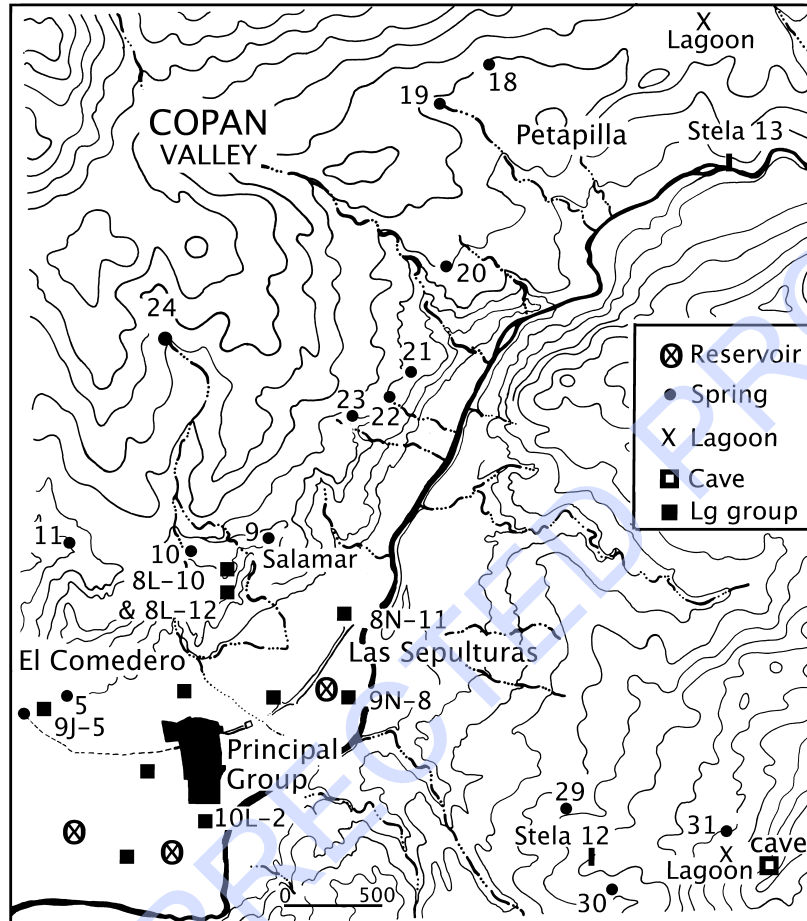 Lagoon
18
19
COPAN
VALLEY
Petapilla
Stela 13
20
24
21
22
23
Reservoir
Spring
Lagoon
Cave
Lg group
11
10
9
Salamar
8L-10
& 8L-12
8N-11
El Comedero
Las Sepulturas
5
9J-5
9N-8
Principal
Group
10L-2
29
Stela 12
31
cave
Lagoon
30
0 500
RECTED PRO